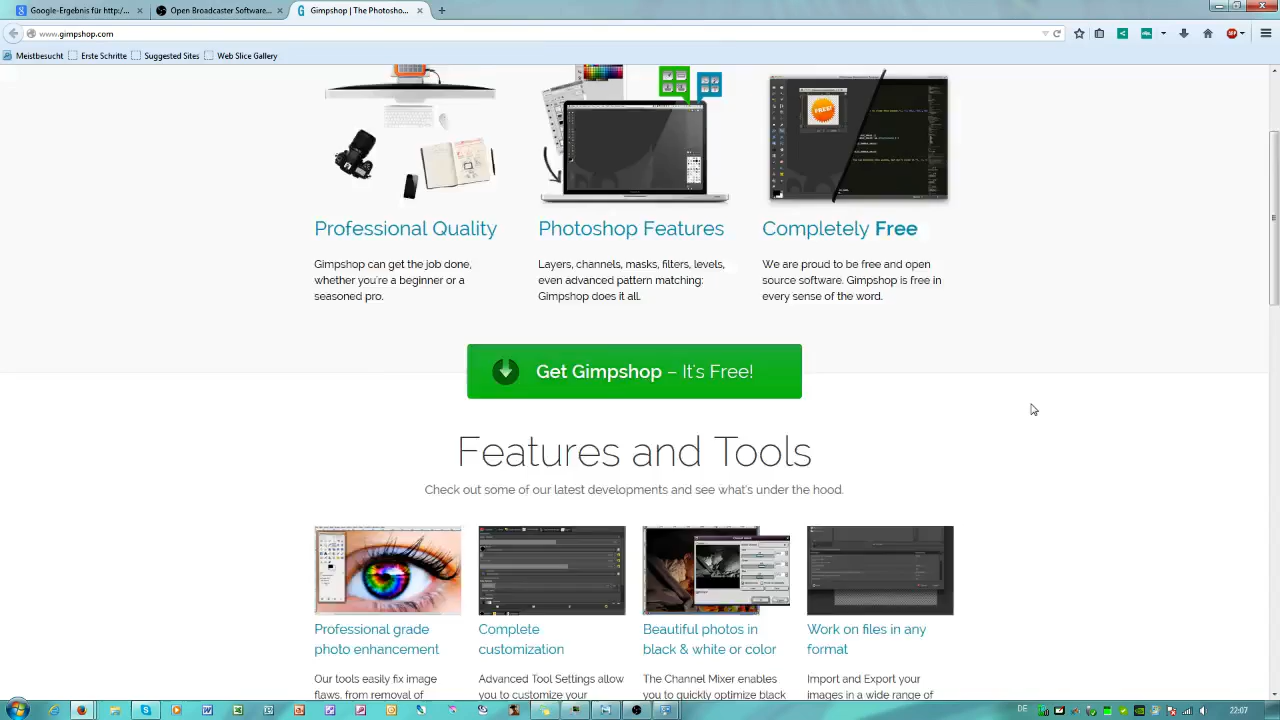 Google-Ergebnis für http:/...
Open Broadcaster Software...
Gimpshop | The Photosho...
www.gimpshop.com
Meistbesucht
Erste Schritte
Suggested Sites
Web Slice Gallery
FREE!
Professional Quality
Photoshop Features
Completely Free
Gimpshop can get the job done,
whether you're a beginner or a
seasoned pro.
Layers, channels, masks, filters, levels,
even advanced pattern matching:
Gimpshop does it all.
We are proud to be free and open
source software. Gimpshop is free in
every sense of the word.
Get Gimpshop – It's Free!
Features and Tools
Check out some of our latest developments and see what's under the hood.
Professional grade
photo enhancement
Complete
customization
Beautiful photos in
black & white or color
Work on files in any
format
Our tools easily fix image
flaws, from removal of
Advanced Tool Settings allow
you to customize your
The Channel Mixer enables
you to quickly optimize black
Import and Export your
images in a wide range of
DE
22:07